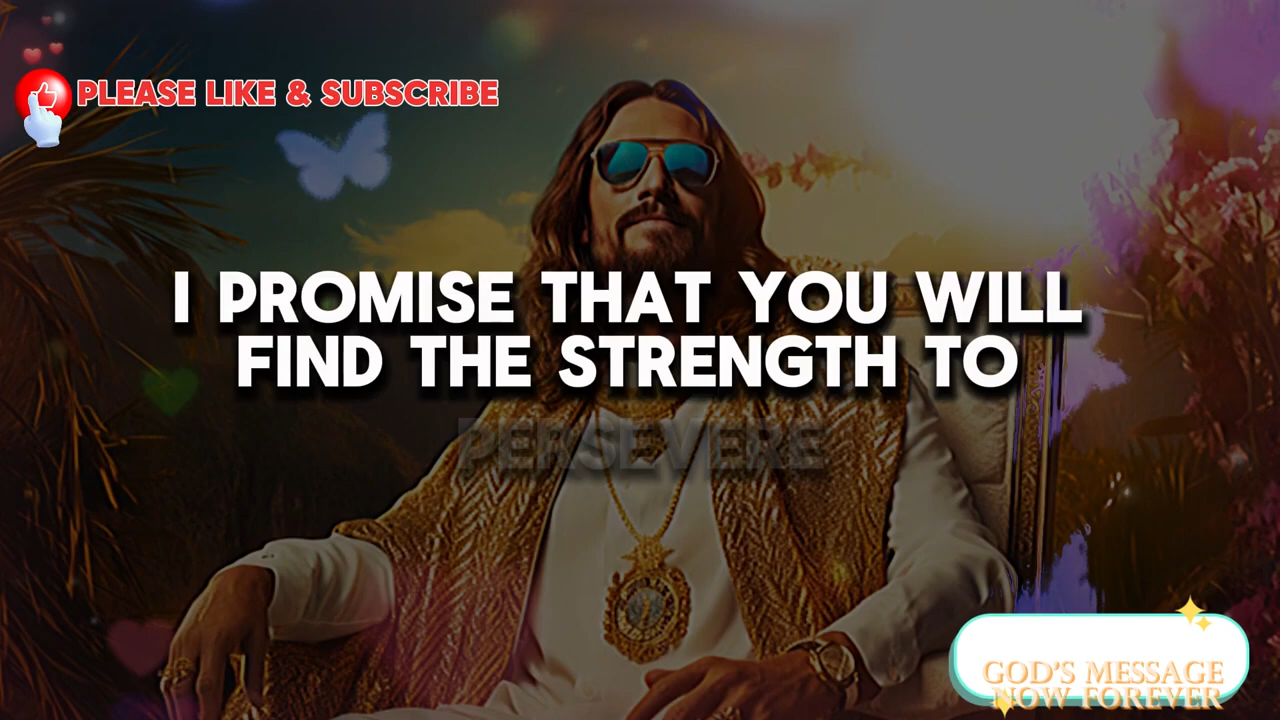 PLEASE LIKE & SUBSCRIBE
I PROMISE THAT YOU WILL
FIND THE STRENGTH TO
PERSEVERE
GOD'S MESSAGE
NOW FOREVER